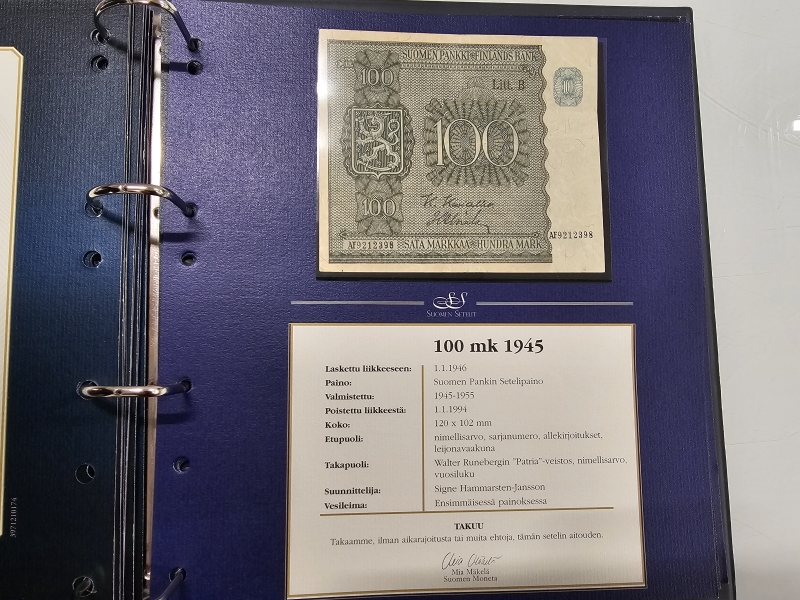 SUOMEN PANKKI · FINLANDS BANK
100
Litt. B
10
100
100
AF9212398
SATA MARKKAA · HUNDRA MARK
AF9212398
SUOMEN SETELIT
100 mk 1945
Laskettu liikkeeseen: 1.1.1946
Paino: Suomen Pankin Setelipaino
Valmistettu: 1945-1955
Poistettu liikkeestä: 1.1.1994
Koko: 120 x 102 mm
Etupuoli: nimellisarvo, sarjanumero, allekirjoitukset,
leijonavaakuna
Takapuoli: Walter Runebergin "Patria"-veistos, nimellisarvo,
vuosiluku
Suunnittelija: Signe Hammarsten-Jansson
Vesileima: Ensimmäisessä painoksessa
TAKUU
Takaamme, ilman aikarajoitusta tai muita ehtoja, tämän setelin aitouden.
Mia Mäkelä
Suomen Moneta
3971210174